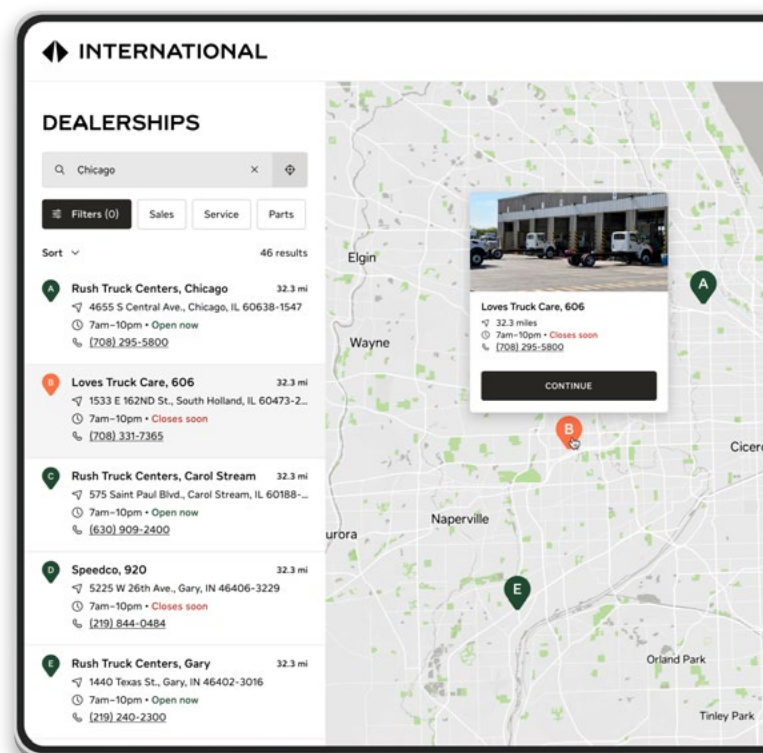 INTERNATIONAL
DEALERSHIPS
Chicago
Filters (0)
Sales
Service
Parts
Sort
46 results
A
Rush Truck Centers, Chicago
32.3 mi
4655 S Central Ave., Chicago, IL 60638-1547
7am–10pm • Open now
(708) 295-5800
B
Loves Truck Care, 606
32.3 mi
1533 E 162ND St., South Holland, IL 60473-2...
7am–10pm • Closes soon
(708) 331-7365
C
Rush Truck Centers, Carol Stream
32.3 mi
575 Saint Paul Blvd., Carol Stream, IL 60188-...
7am–10pm • Open now
(630) 909-2400
D
Speedco, 920
32.3 mi
5225 W 26th Ave., Gary, IN 46406-3229
7am–10pm • Closes soon
(219) 844-0484
E
Rush Truck Centers, Gary
32.3 mi
1440 Texas St., Gary, IN 46402-3016
7am–10pm • Open now
(219) 240-2300
Elgin
Wayne
Loves Truck Care, 606
32.3 miles
7am–10pm • Closes soon
(708) 295-5800
CONTINUE
A
B
Cicero
Naperville
urora
E
Orland Park
Tinley Park